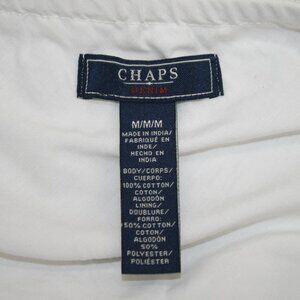 CHAPS
DENIM
M/M/M
MADE IN INDIA/
FABRIQUÉ EN
INDE/
HECHO EN
INDIA
BODY/CORPS/
CUERPO:
100% COTTON/
COTON/
ALGODÓN
LINING/
DOUBLURE/
FORRO:
50% COTTON/
COTON/
ALGODÓN
50%
POLYESTER/
POLIÉSTER